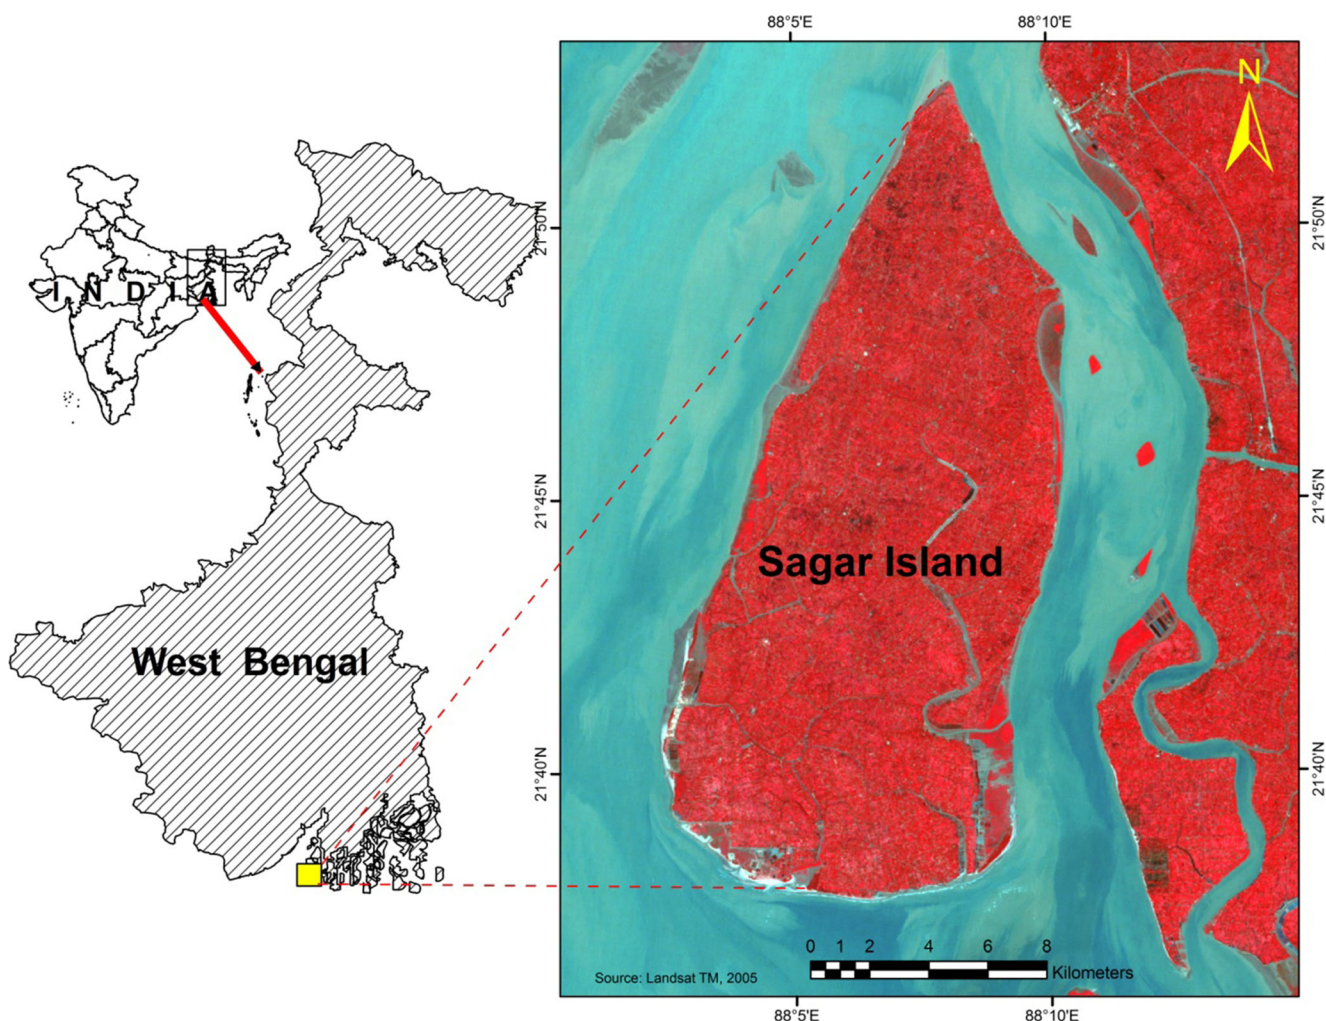 88°5'E 88°10'E
N
21°50'N 21°50'N
INDIA
21°45'N 21°45'N
Sagar Island
West Bengal
21°40'N 21°40'N
0 1 2 4 6 8
Kilometers
Source: Landsat TM, 2005
88°5'E 88°10'E